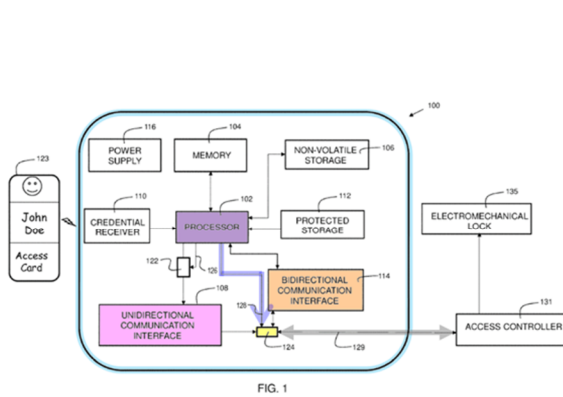 100
116
POWER
SUPPLY
104
MEMORY
NON-VOLATILE
STORAGE
106
123
John
Doe
Access
Card
110
CREDENTIAL
RECEIVER
102
PROCESSOR
112
PROTECTED
STORAGE
135
ELECTROMECHANICAL
LOCK
122
126
108
UNIDIRECTIONAL
COMMUNICATION
INTERFACE
BIDIRECTIONAL
COMMUNICATION
INTERFACE
114
126
124
129
131
ACCESS CONTROLLER
FIG. 1